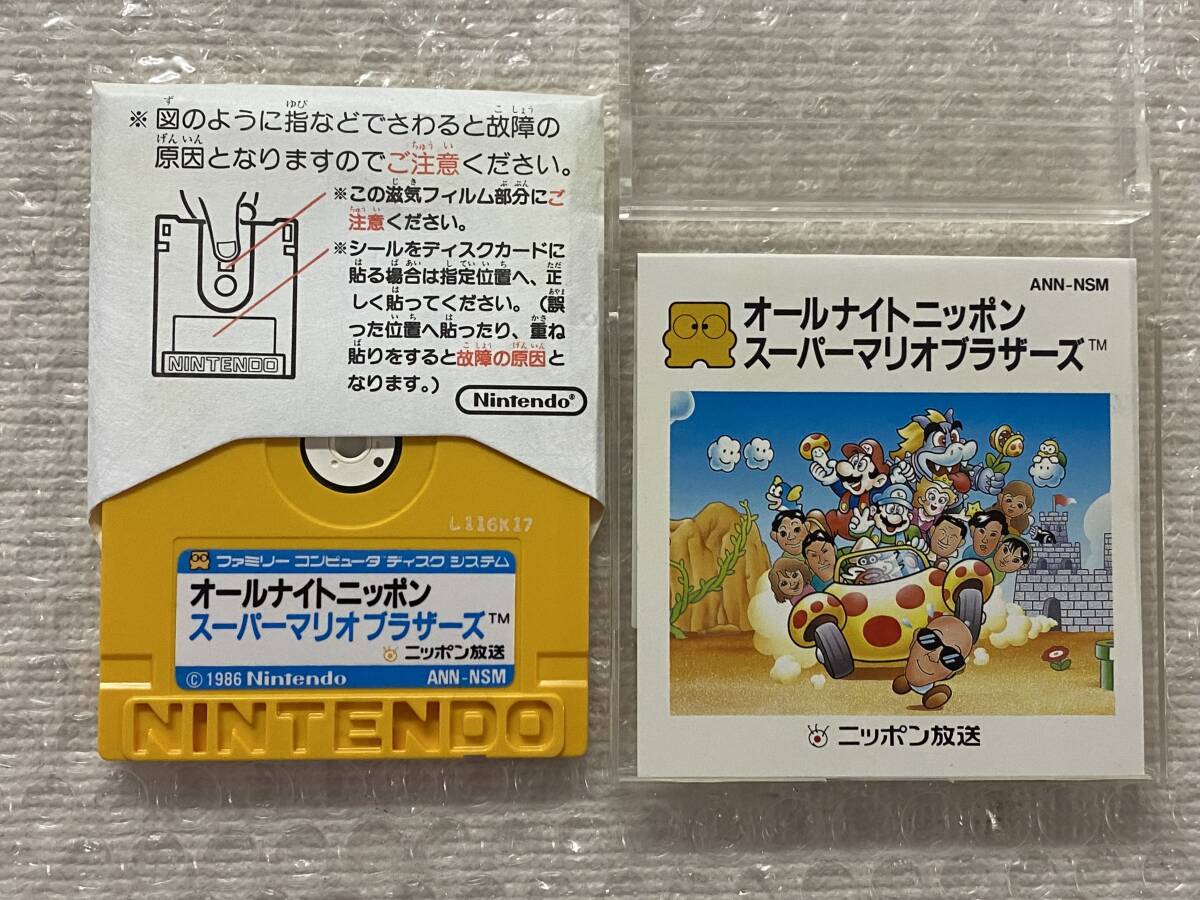 ※図のように指などでさわると故障の
原因となりますのでご注意ください。
※この滋気フィルム部分にご
注意ください。
※シールをディスクカードに
貼る場合は指定位置へ、正
しく貼ってください。(誤
った位置へ貼ったり、重ね
貼りをすると故障の原因と
なります。)
NINTENDO
Nintendo®
L116K17
ファミリー コンピュータ ディスク システム
オールナイトニッポン
スーパーマリオブラザーズ™
ニッポン放送
©1986 Nintendo ANN-NSM
NINTENDO
ANN-NSM
オールナイトニッポン
スーパーマリオブラザーズ™
ニッポン放送